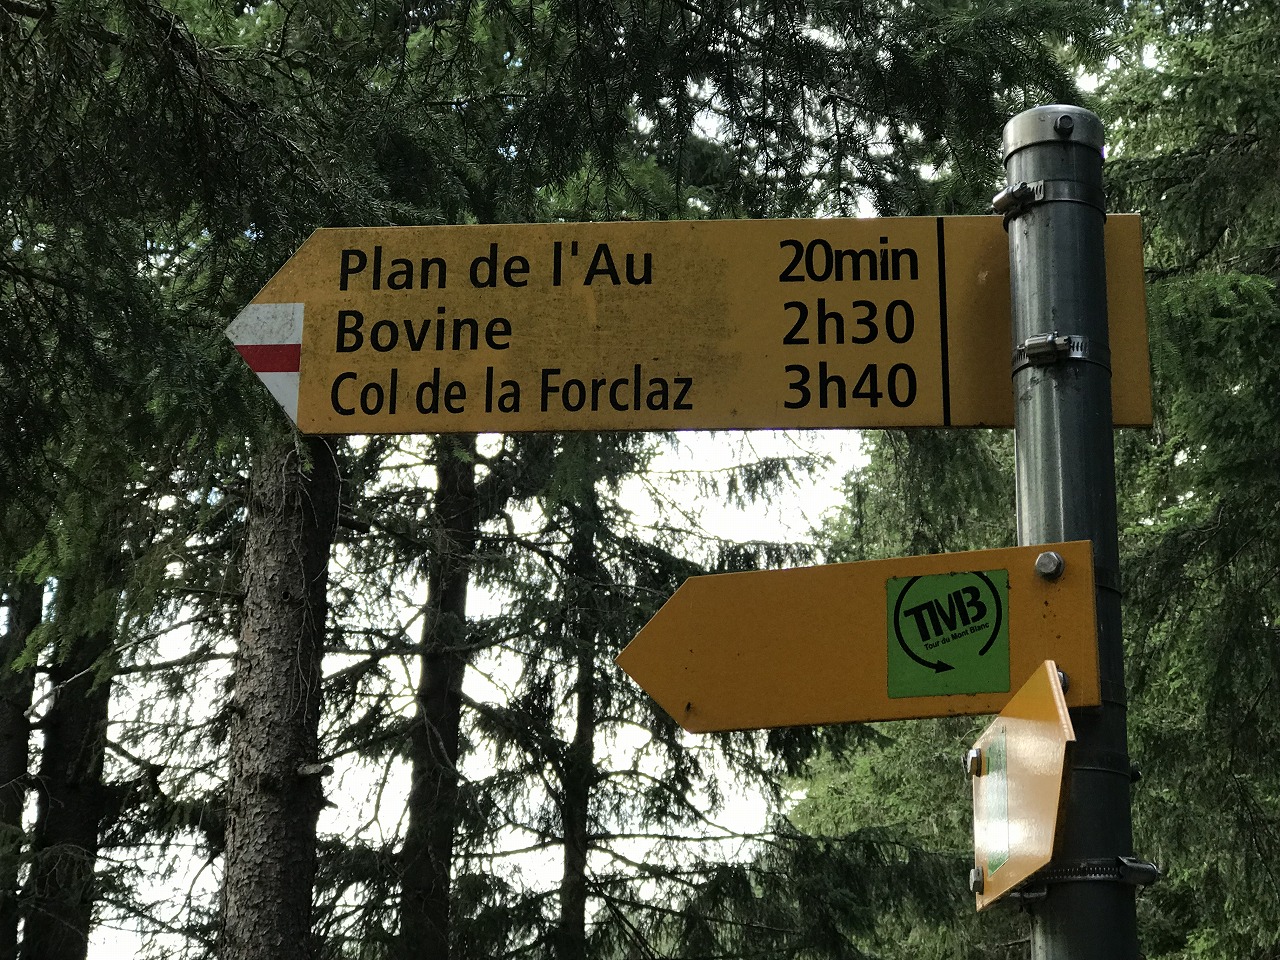 Plan de l'Au 20min
Bovine 2h30
Col de la Forclaz 3h40
TMB
Tour du Mont Blanc